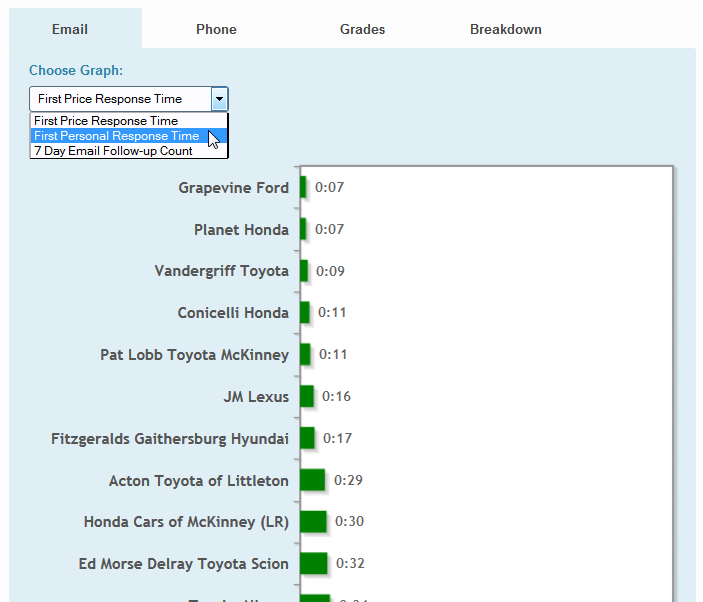 Email Phone Grades Breakdown
Choose Graph:
First Price Response Time
First Price Response Time
First Personal Response Time
7 Day Email Follow-up Count
Grapevine Ford 0:07
Planet Honda 0:07
Vandergriff Toyota 0:09
Conicelli Honda 0:11
Pat Lobb Toyota McKinney 0:11
JM Lexus 0:16
Fitzgeralds Gaithersburg Hyundai 0:17
Acton Toyota of Littleton 0:29
Honda Cars of McKinney (LR) 0:30
Ed Morse Delray Toyota Scion 0:32